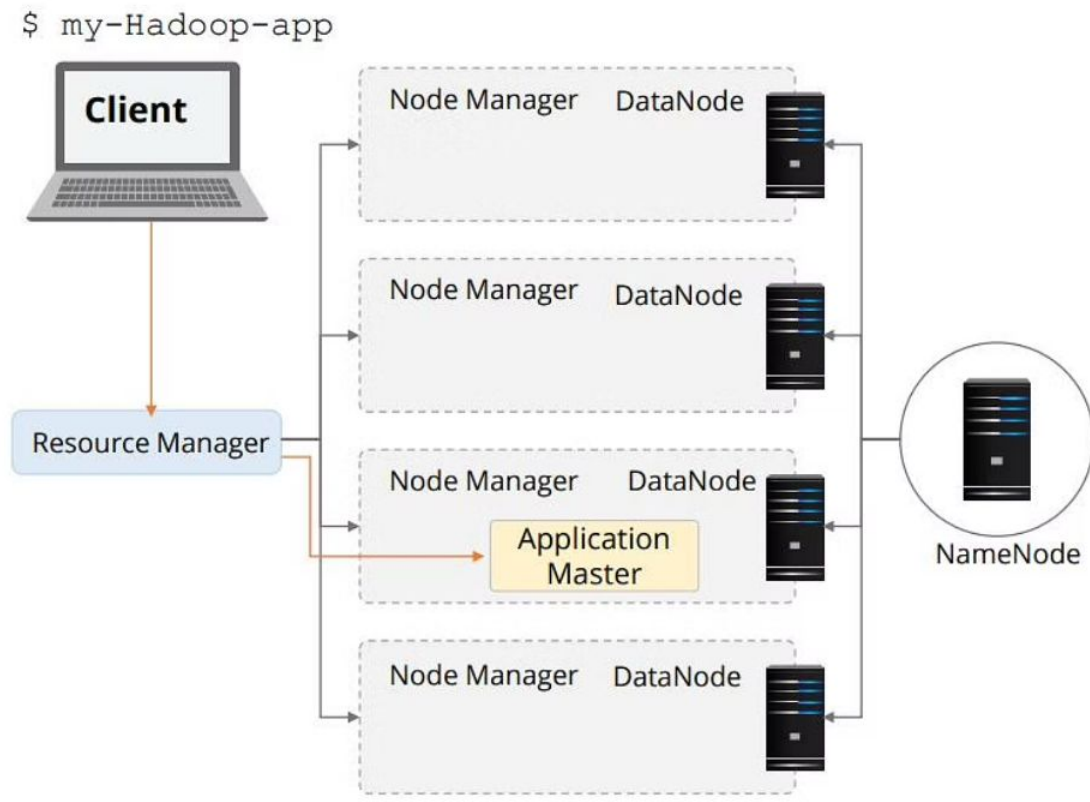 $ my-Hadoop-app
Client
Node Manager DataNode
Node Manager DataNode
Resource Manager
Node Manager DataNode
Application
Master
NameNode
Node Manager DataNode